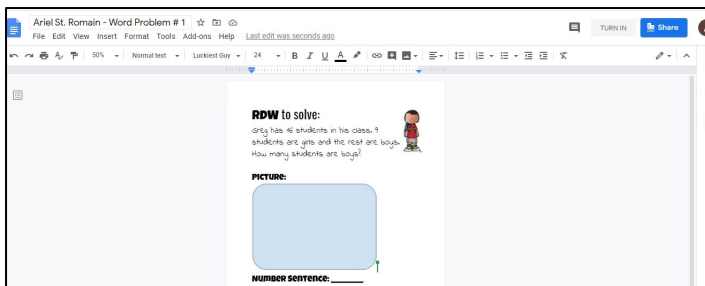 Ariel St. Romain - Word Problem # 1
File Edit View Insert Format Tools Add-ons Help Last edit was seconds ago
TURN IN
Share
50% Normal text Luckiest Guy 24 B I U A
RDW to solve:
Greg has 16 students in his class. 9
students are girls and the rest are boys.
How many students are boys?
PICTURE:
NUMBER SENTENCE: _______